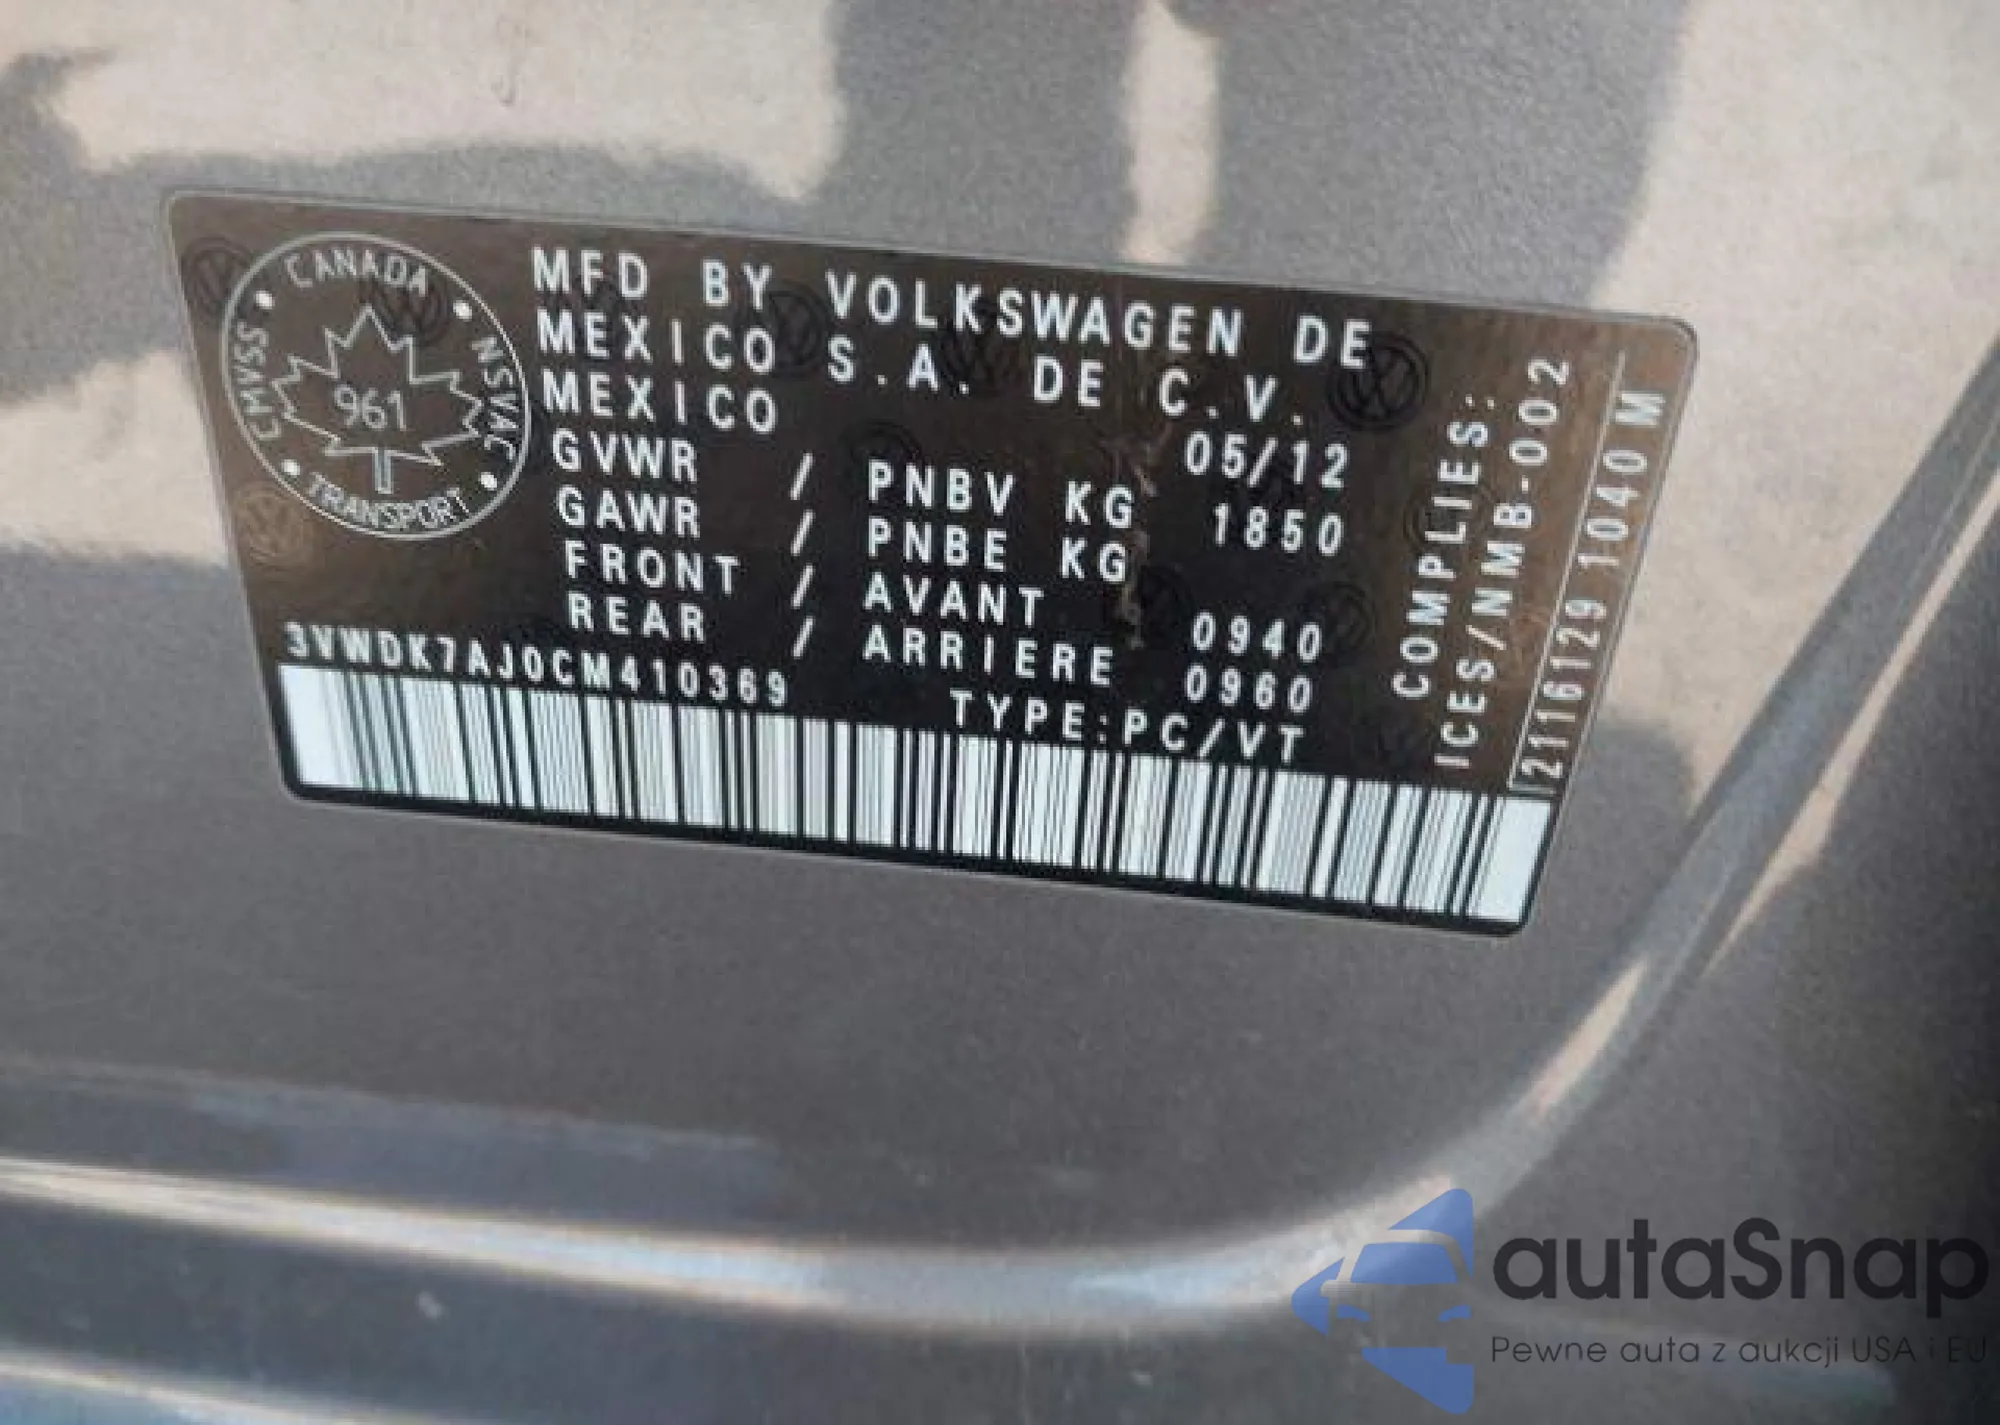 CANADA
CMVSS
NSVAC
961
TRANSPORT
MFD BY VOLKSWAGEN DE
MEXICO S.A. DE C.V.
MEXICO 05/12
GVWR / PNBV KG 1850
GAWR / PNBE KG
FRONT / AVANT 0940
REAR / ARRIERE 0960
3VWDK7AJ0CM410369
TYPE:PC/VT
COMPLIES:
ICES/NMB-002
2116129 1040 M
autaSnap
Pewne auta z aukcji USA i EU